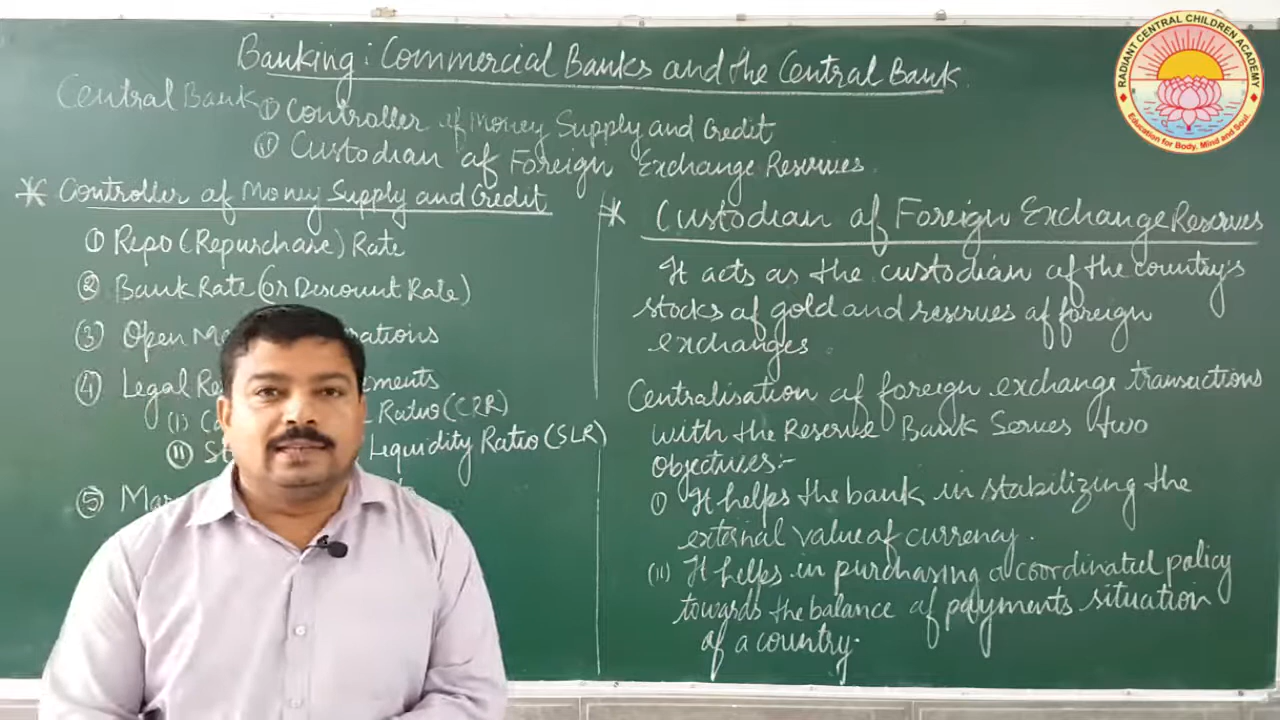 Banking: Commercial Banks and the Central Bank.
Central Bank (i) Controller of Money Supply and Credit
(ii) Custodian of Foreign Exchange Reserves.
* Controller of Money Supply and Credit
(1) Repo (Repurchase) Rate
(2) Bank Rate (or Discount Rate)
(3) Open
(4) Legal
(i) Ratio (CRR)
(ii) Liquidity Ratio (SLR)
(5)
* Custodian of Foreign Exchange Reserves
It acts as the custodian of the country's
stocks of gold and reserves of foreign
exchanges.
Centralisation of foreign exchange transactions
with the Reserve Bank Serves two
objectives:-
(i) It helps the bank in stabilizing the
external value of currency.
(ii) It helps in purchasing a coordinated policy
towards the balance of payments situation
of a country.
RADIANT CENTRAL CHILDREN ACADEMY
Education for Body, Mind and Soul.